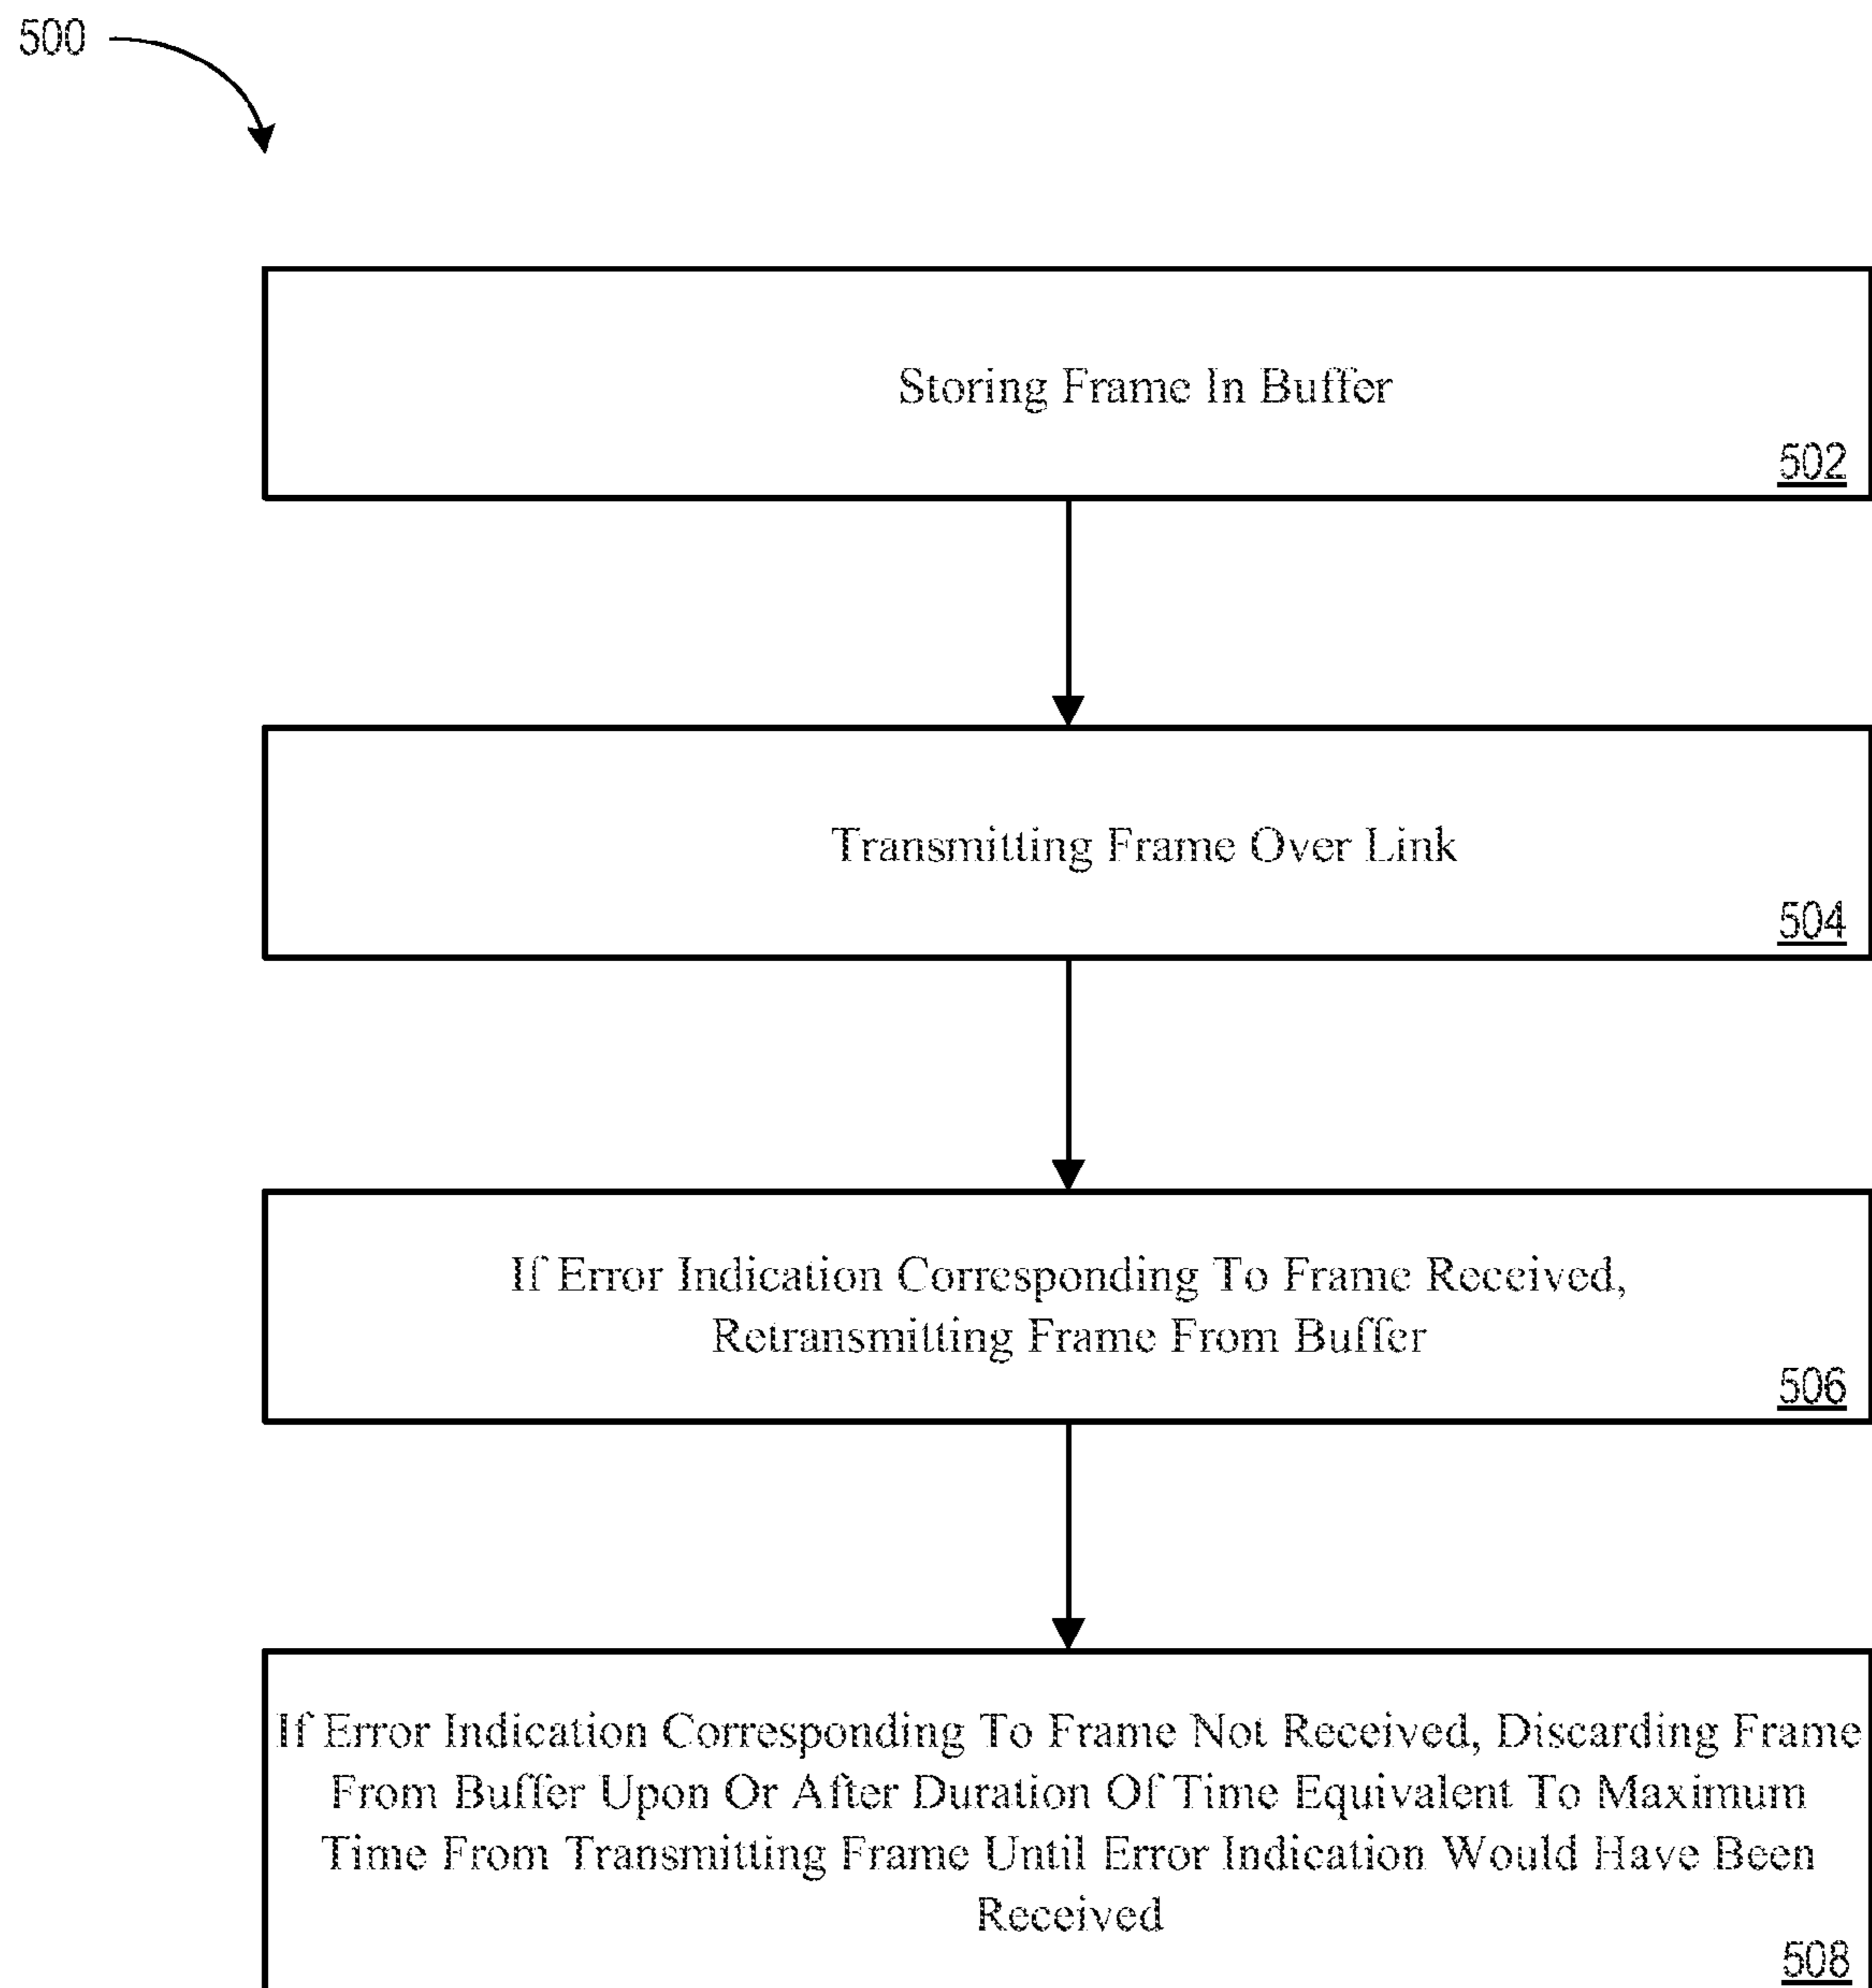 500
Storing Frame In Buffer
502
Transmitting Frame Over Link
504
If Error Indication Corresponding To Frame Received,
Retransmitting Frame From Buffer
506
If Error Indication Corresponding To Frame Not Received, Discarding Frame
From Buffer Upon Or After Duration Of Time Equivalent To Maximum
Time From Transmitting Frame Until Error Indication Would Have Been
Received
508